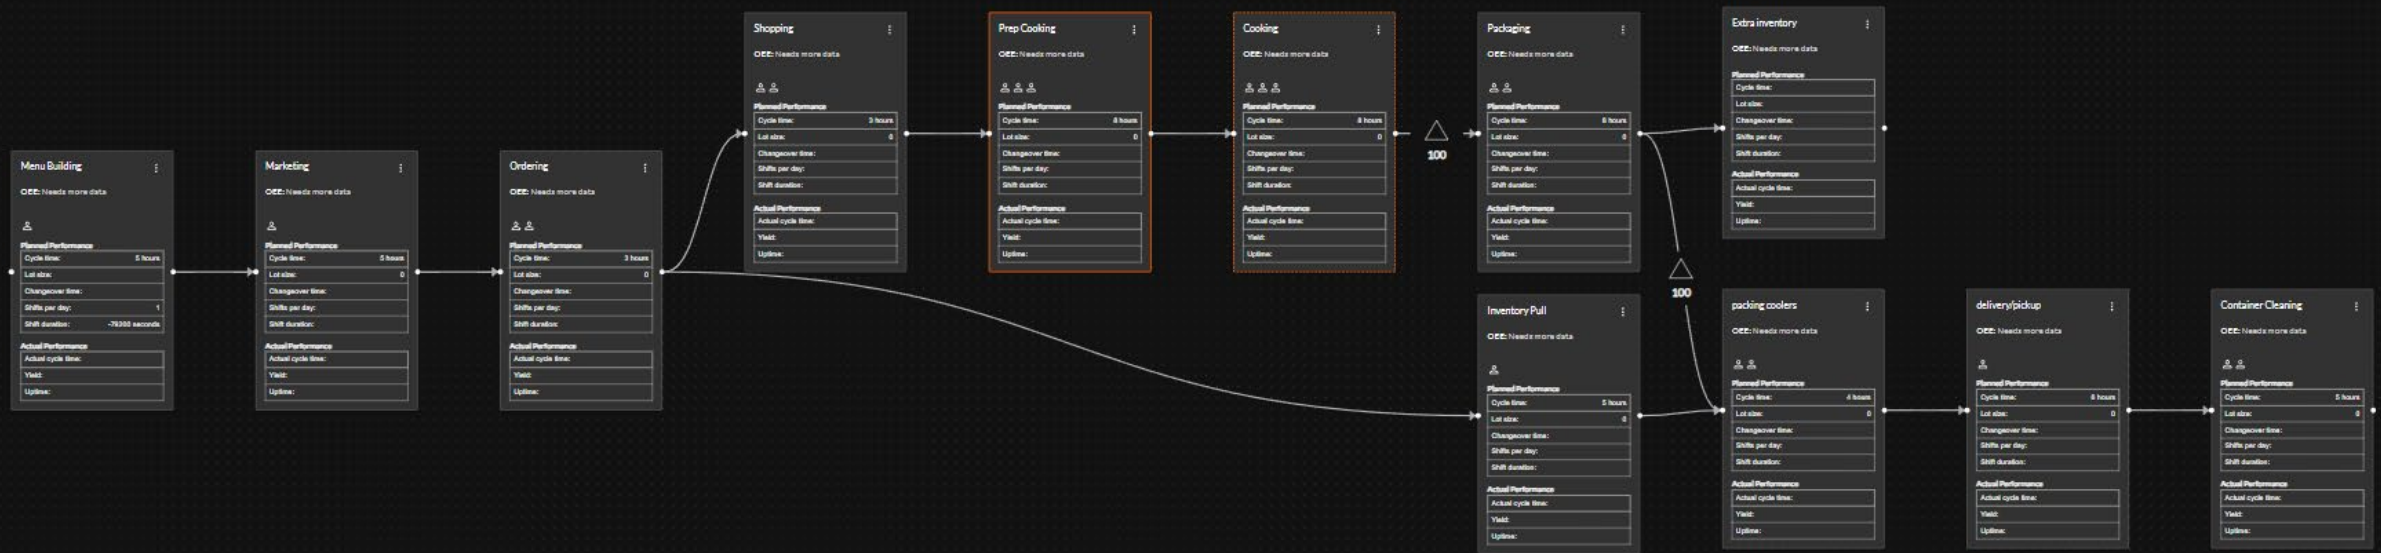 Menu Building
OEE: Needs more data
Planned Performance
Cycle time: 5 hours
Lot size:
Changeover time:
Shifts per day: 1
Shift duration: -79200 seconds
Actual Performance
Actual cycle time:
Yield:
Uptime:
Marketing
OEE: Needs more data
Planned Performance
Cycle time: 5 hours
Lot size: 0
Changeover time:
Shifts per day:
Shift duration:
Actual Performance
Actual cycle time:
Yield:
Uptime:
Ordering
OEE: Needs more data
Planned Performance
Cycle time: 3 hours
Lot size: 0
Changeover time:
Shifts per day:
Shift duration:
Actual Performance
Actual cycle time:
Yield:
Uptime:
Shopping
OEE: Needs more data
Planned Performance
Cycle time: 3 hours
Lot size: 0
Changeover time:
Shifts per day:
Shift duration:
Actual Performance
Actual cycle time:
Yield:
Uptime:
Prep Cooking
OEE: Needs more data
Planned Performance
Cycle time: 8 hours
Lot size: 0
Changeover time:
Shifts per day:
Shift duration:
Actual Performance
Actual cycle time:
Yield:
Uptime:
Cooking
OEE: Needs more data
Planned Performance
Cycle time: 8 hours
Lot size: 0
Changeover time:
Shifts per day:
Shift duration:
Actual Performance
Actual cycle time:
Yield:
Uptime:
100
Packaging
OEE: Needs more data
Planned Performance
Cycle time: 6 hours
Lot size: 0
Changeover time:
Shifts per day:
Shift duration:
Actual Performance
Actual cycle time:
Yield:
Uptime:
Extra inventory
OEE: Needs more data
Planned Performance
Cycle time:
Lot size:
Changeover time:
Shifts per day:
Shift duration:
Actual Performance
Actual cycle time:
Yield:
Uptime:
100
Inventory Pull
OEE: Needs more data
Planned Performance
Cycle time: 5 hours
Lot size: 0
Changeover time:
Shifts per day:
Shift duration:
Actual Performance
Actual cycle time:
Yield:
Uptime:
packing coolers
OEE: Needs more data
Planned Performance
Cycle time: 4 hours
Lot size: 0
Changeover time:
Shifts per day:
Shift duration:
Actual Performance
Actual cycle time:
Yield:
Uptime:
delivery/pickup
OEE: Needs more data
Planned Performance
Cycle time: 6 hours
Lot size: 0
Changeover time:
Shifts per day:
Shift duration:
Actual Performance
Actual cycle time:
Yield:
Uptime:
Container Cleaning
OEE: Needs more data
Planned Performance
Cycle time: 5 hours
Lot size: 0
Changeover time:
Shifts per day:
Shift duration:
Actual Performance
Actual cycle time:
Yield:
Uptime: